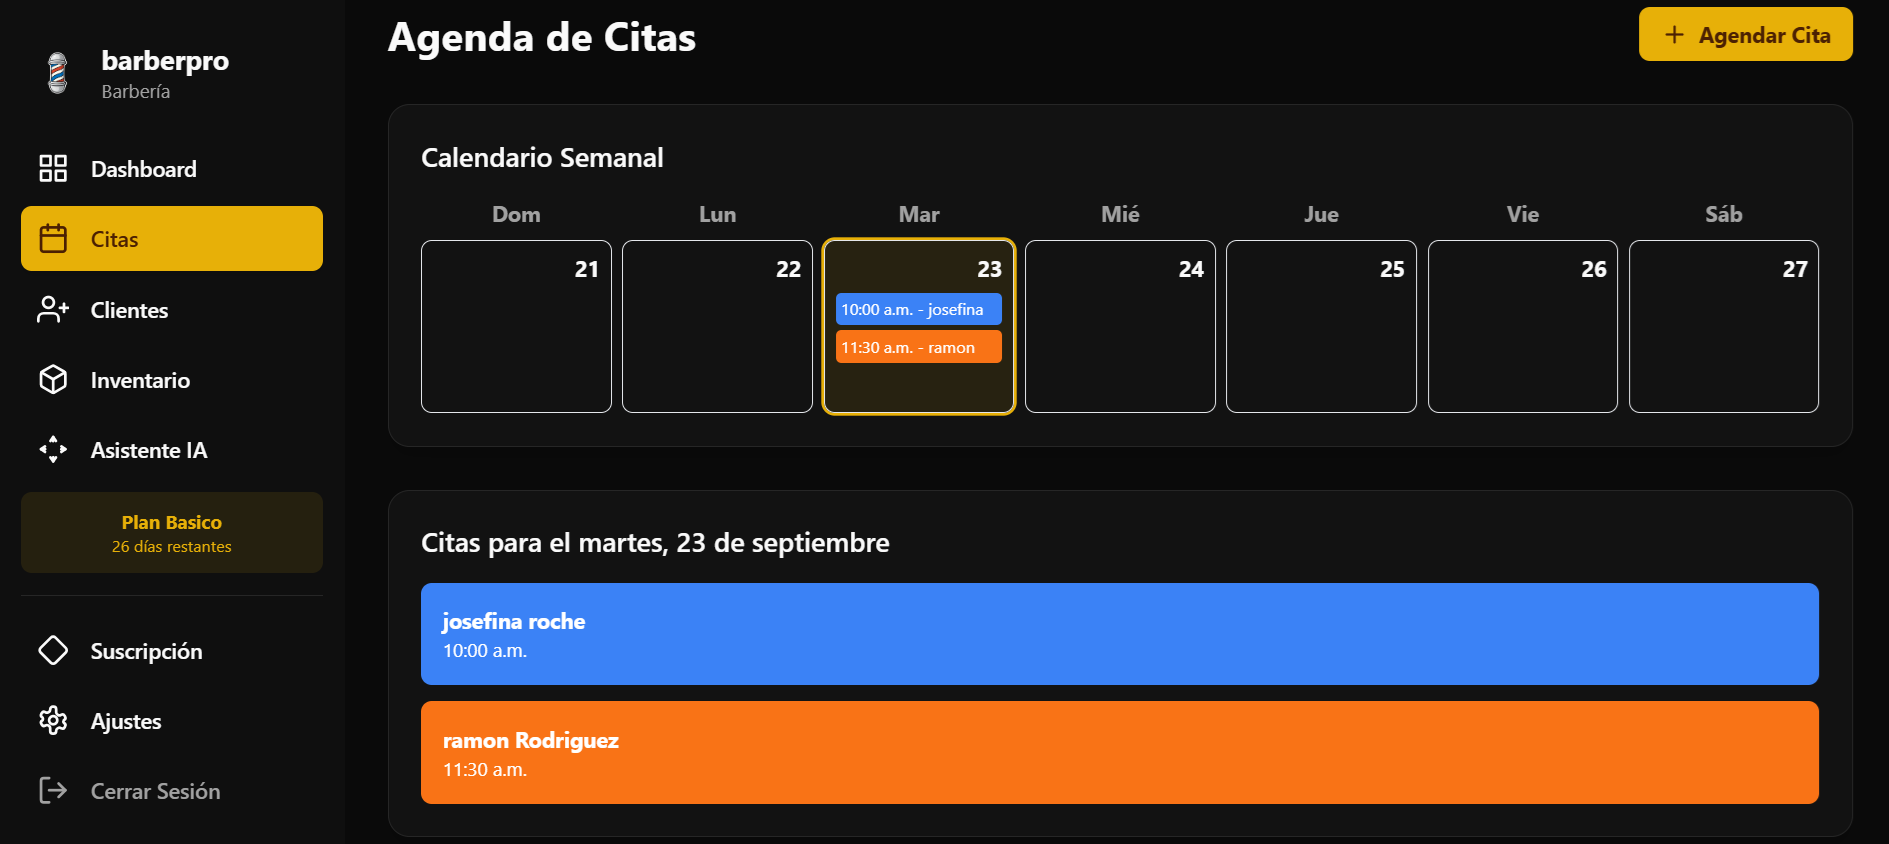 barberpro
Barbería
Dashboard
Citas
Clientes
Inventario
Asistente IA
Plan Basico
26 días restantes
Suscripción
Ajustes
Cerrar Sesión
Agenda de Citas
+ Agendar Cita
Calendario Semanal
Dom Lun Mar Mié Jue Vie Sáb
21 22 23 24 25 26 27
10:00 a.m. - josefina
11:30 a.m. - ramon
Citas para el martes, 23 de septiembre
josefina roche
10:00 a.m.
ramon Rodriguez
11:30 a.m.